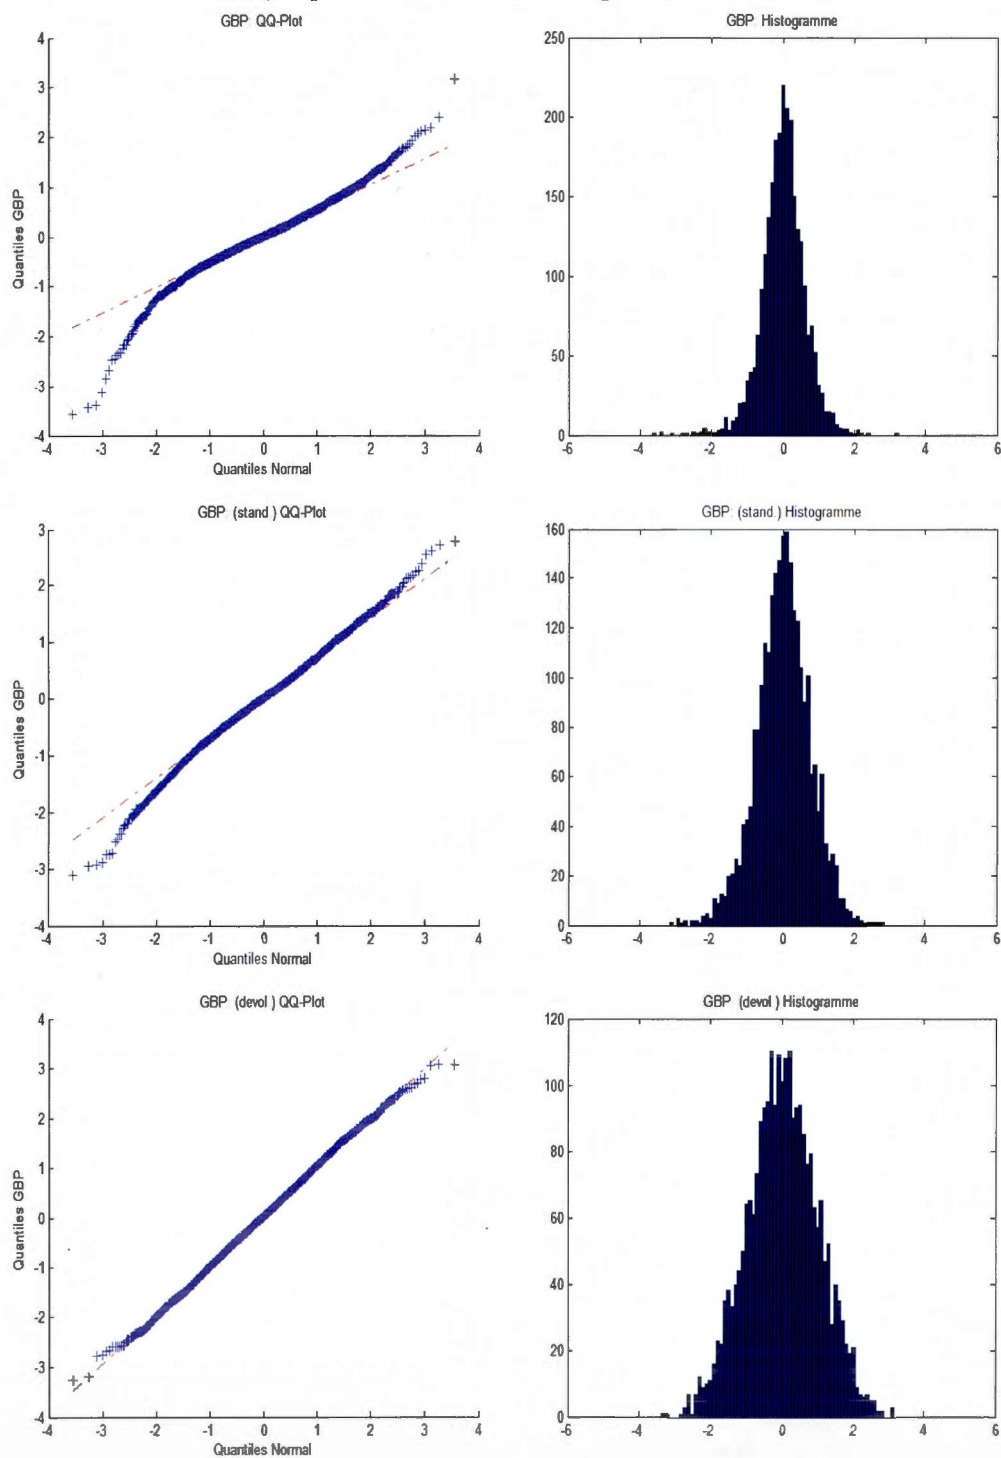 GBP QQ-Plot
4
3
2
1
0
-1
-2
-3
-4
Quantiles GBP
-4 -3 -2 -1 0 1 2 3 4
Quantiles Normal
GBP Histogramme
250
200
150
100
50
0
-6 -4 -2 0 2 4 6
GBP (stand ) QQ-Plot
3
2
1
0
-1
-2
-3
-4
Quantiles GBP
-4 -3 -2 -1 0 1 2 3 4
Quantiles Normal
GBP (stand.) Histogramme
160
140
120
100
80
60
40
20
0
-6 -4 -2 0 2 4 6
GBP (devol ) QQ-Plot
4
3
2
1
0
-1
-2
-3
-4
Quantiles GBP
-4 -3 -2 -1 0 1 2 3 4
Quantiles Normal
GBP (devol ) Histogramme
120
100
80
60
40
20
0
-6 -4 -2 0 2 4 6